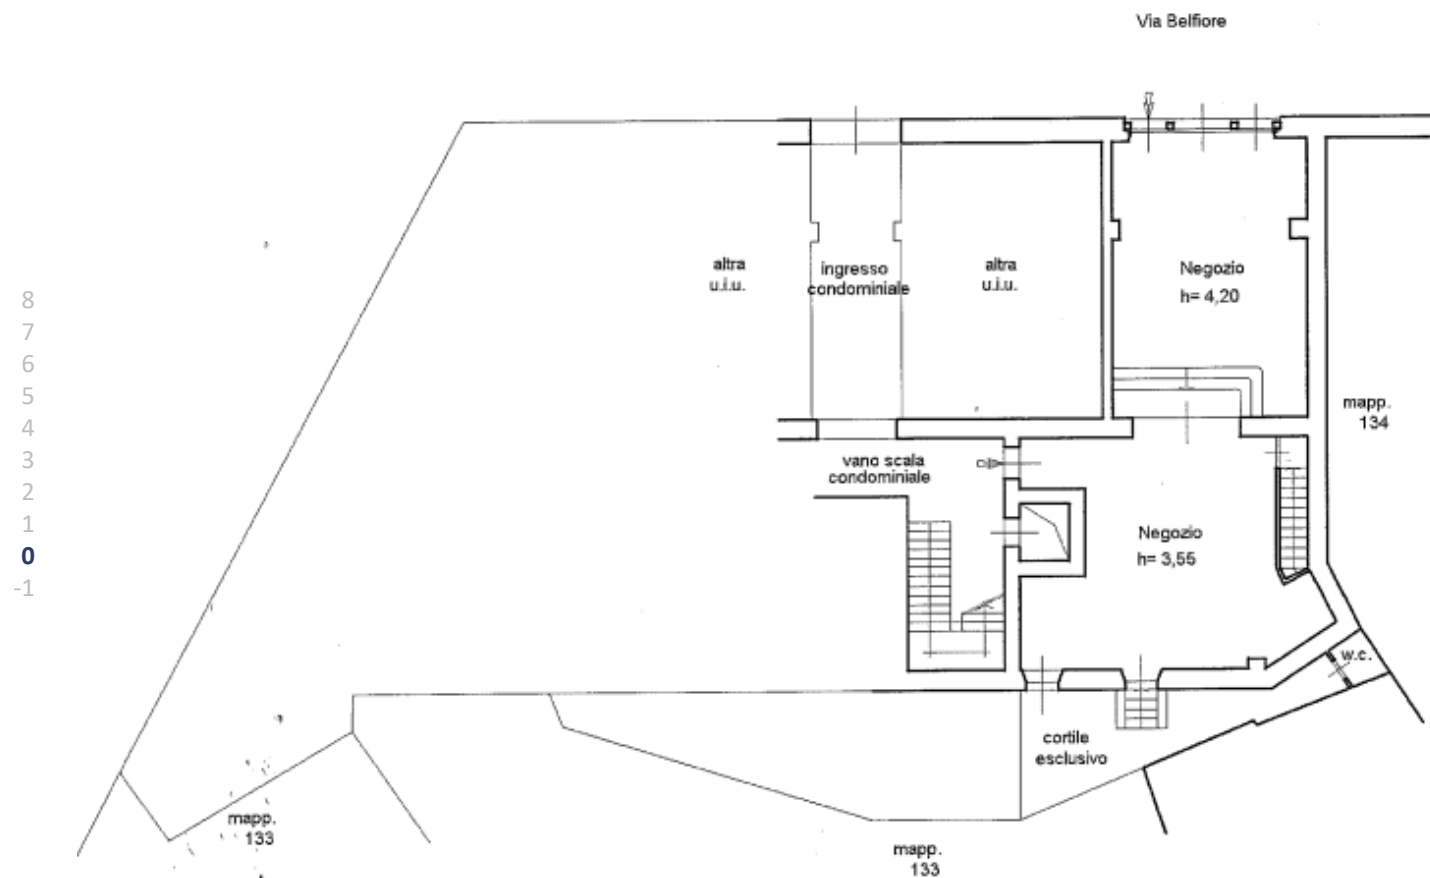 Via Belfiore
altra
u.i.u.
ingresso
condominiale
altra
u.i.u.
Negozio
h= 4,20
8
7
6
5
4
3
2
1
0
-1
mapp.
134
vano scala
condominiale
Negozio
h= 3,55
w.c.
cortile
esclusivo
mapp.
133
mapp.
133